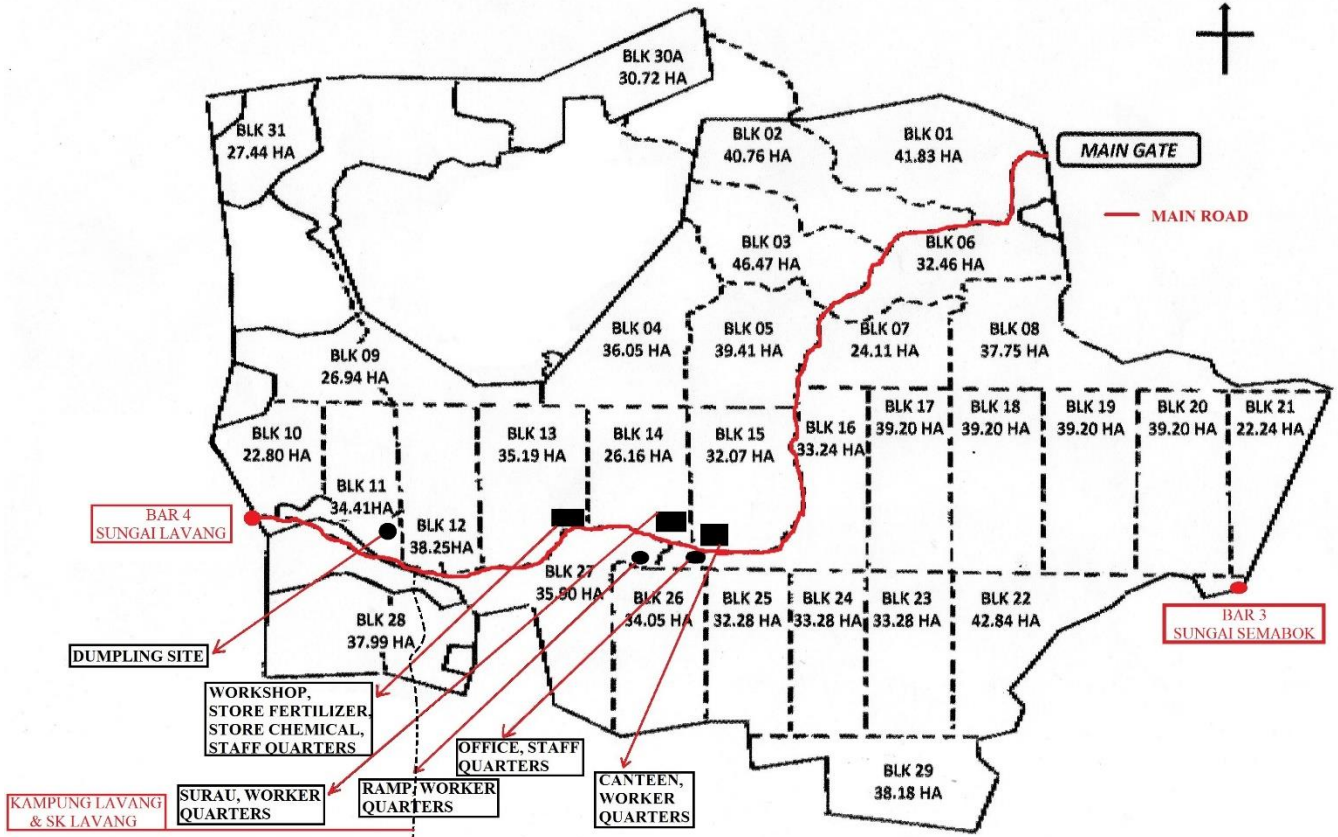 BLK 30A
30.72 HA
BLK 31
27.44 HA
BLK 02
40.76 HA
BLK 01
41.83 HA
MAIN GATE
MAIN ROAD
BLK 03
46.47 HA
BLK 06
32.46 HA
BLK 04
36.05 HA
BLK 05
39.41 HA
BLK 07
24.11 HA
BLK 08
37.75 HA
BLK 09
26.94 HA
BLK 10
22.80 HA
BLK 11
34.41HA
BLK 12
38.25HA
BLK 13
35.19 HA
BLK 14
26.16 HA
BLK 15
32.07 HA
BLK 16
33.24 HA
BLK 17
39.20 HA
BLK 18
39.20 HA
BLK 19
39.20 HA
BLK 20
39.20 HA
BLK 21
22.24 HA
BAR 4
SUNGAI LAVANG
BLK 27
35.90 HA
BLK 26
34.05 HA
BLK 25
32.28 HA
BLK 24
33.28 HA
BLK 23
33.28 HA
BLK 22
42.84 HA
BAR 3
SUNGAI SEMABOK
BLK 28
37.99 HA
DUMPLING SITE
WORKSHOP,
STORE FERTILIZER,
STORE CHEMICAL,
STAFF QUARTERS
OFFICE, STAFF
QUARTERS
SURAU, WORKER
QUARTERS
RAMP, WORKER
QUARTERS
CANTEEN,
WORKER
QUARTERS
BLK 29
38.18 HA
KAMPUNG LAVANG
& SK LAVANG